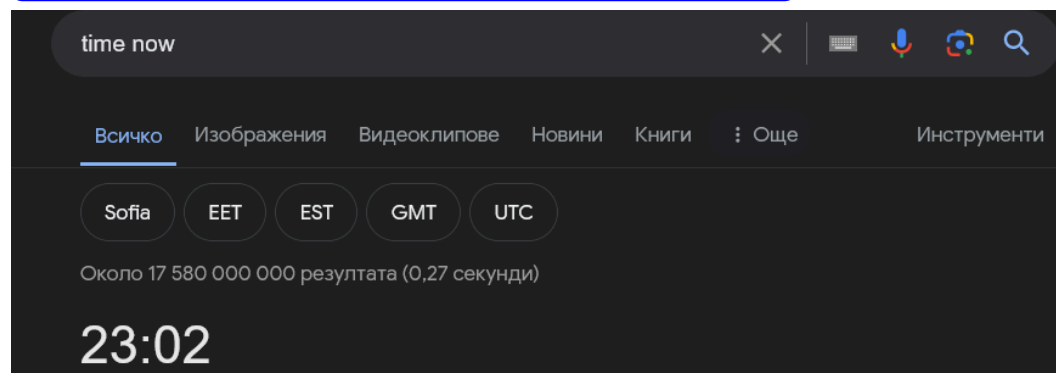 time now
Всичко Изображения Видеоклипове Новини Книги Още Инструменти
Sofia EET EST GMT UTC
Около 17 580 000 000 резултата (0,27 секунди)
23:02